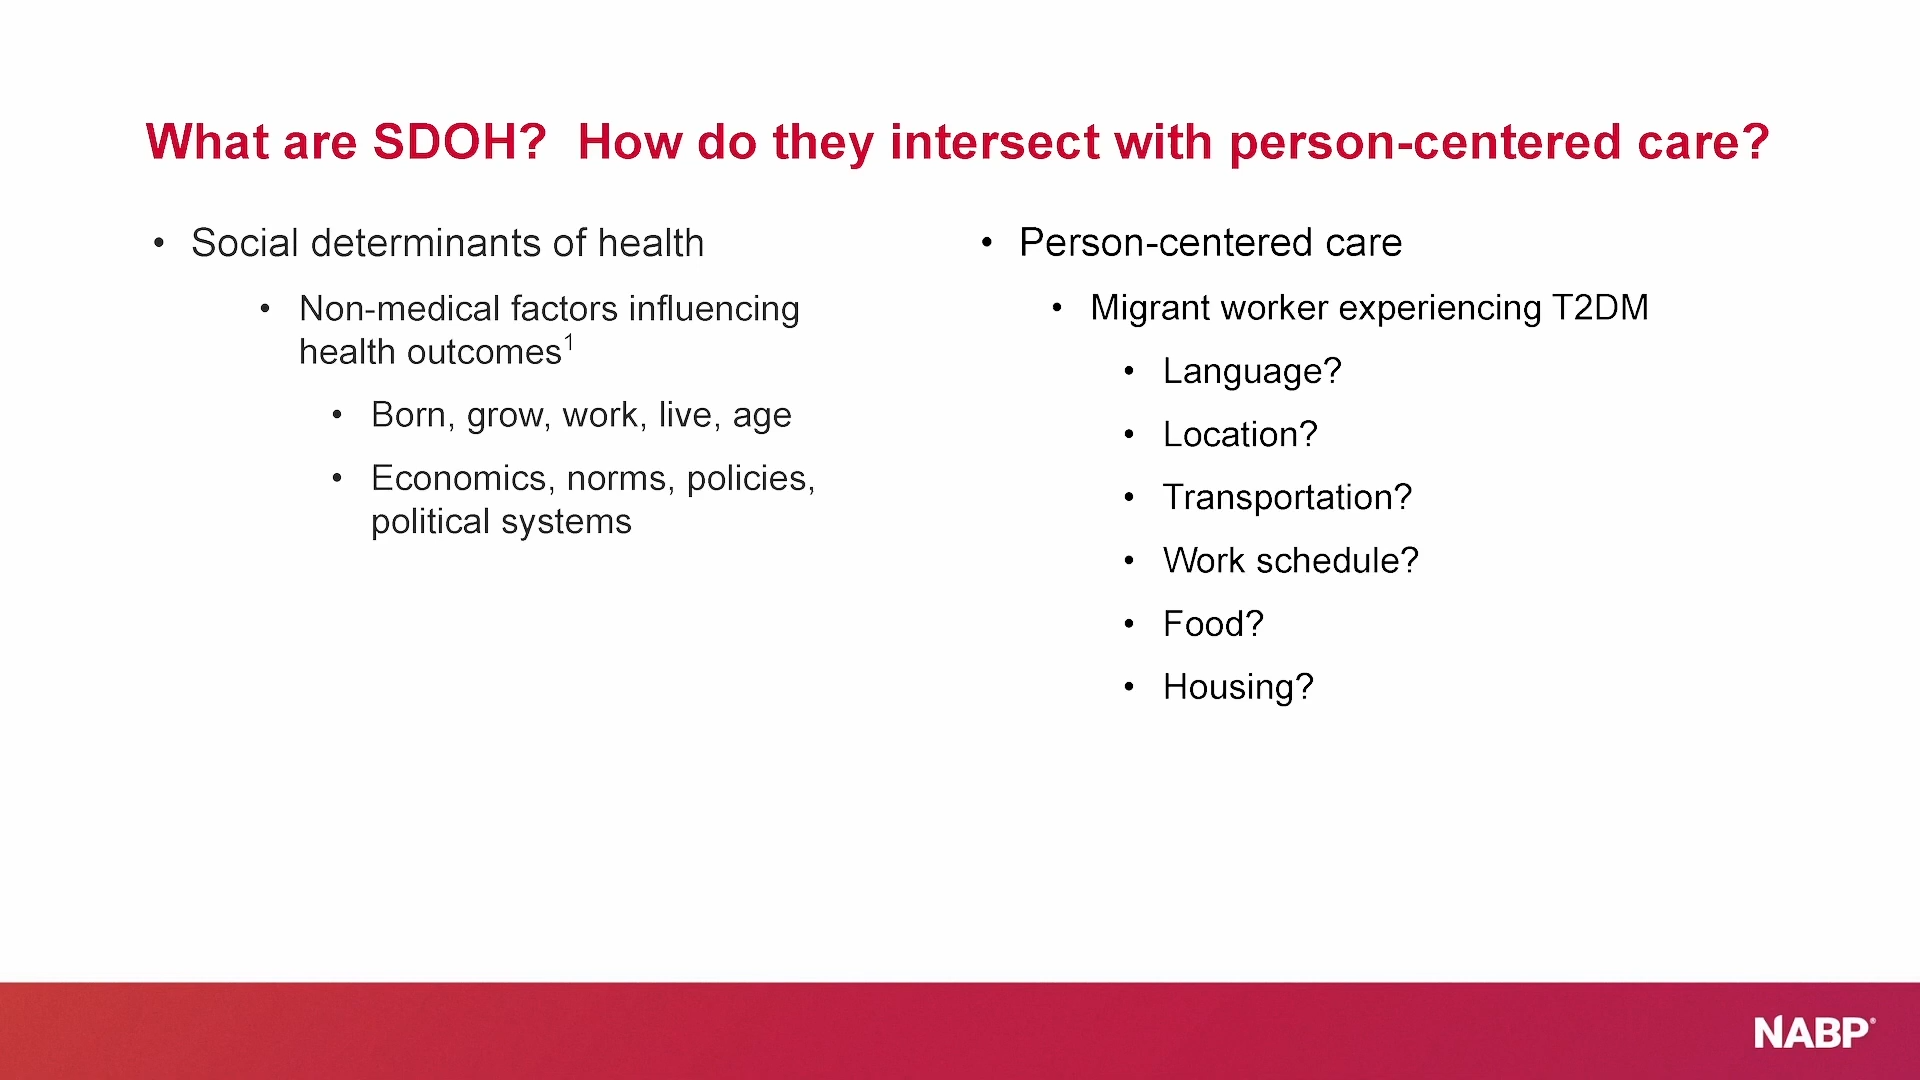 What are SDOH?  How do they intersect with person-centered care?
• Social determinants of health
• Non-medical factors influencing
health outcomes1
• Born, grow, work, live, age
• Economics, norms, policies,
political systems
• Person-centered care
• Migrant worker experiencing T2DM
• Language?
• Location?
• Transportation?
• Work schedule?
• Food?
• Housing?
NABP®